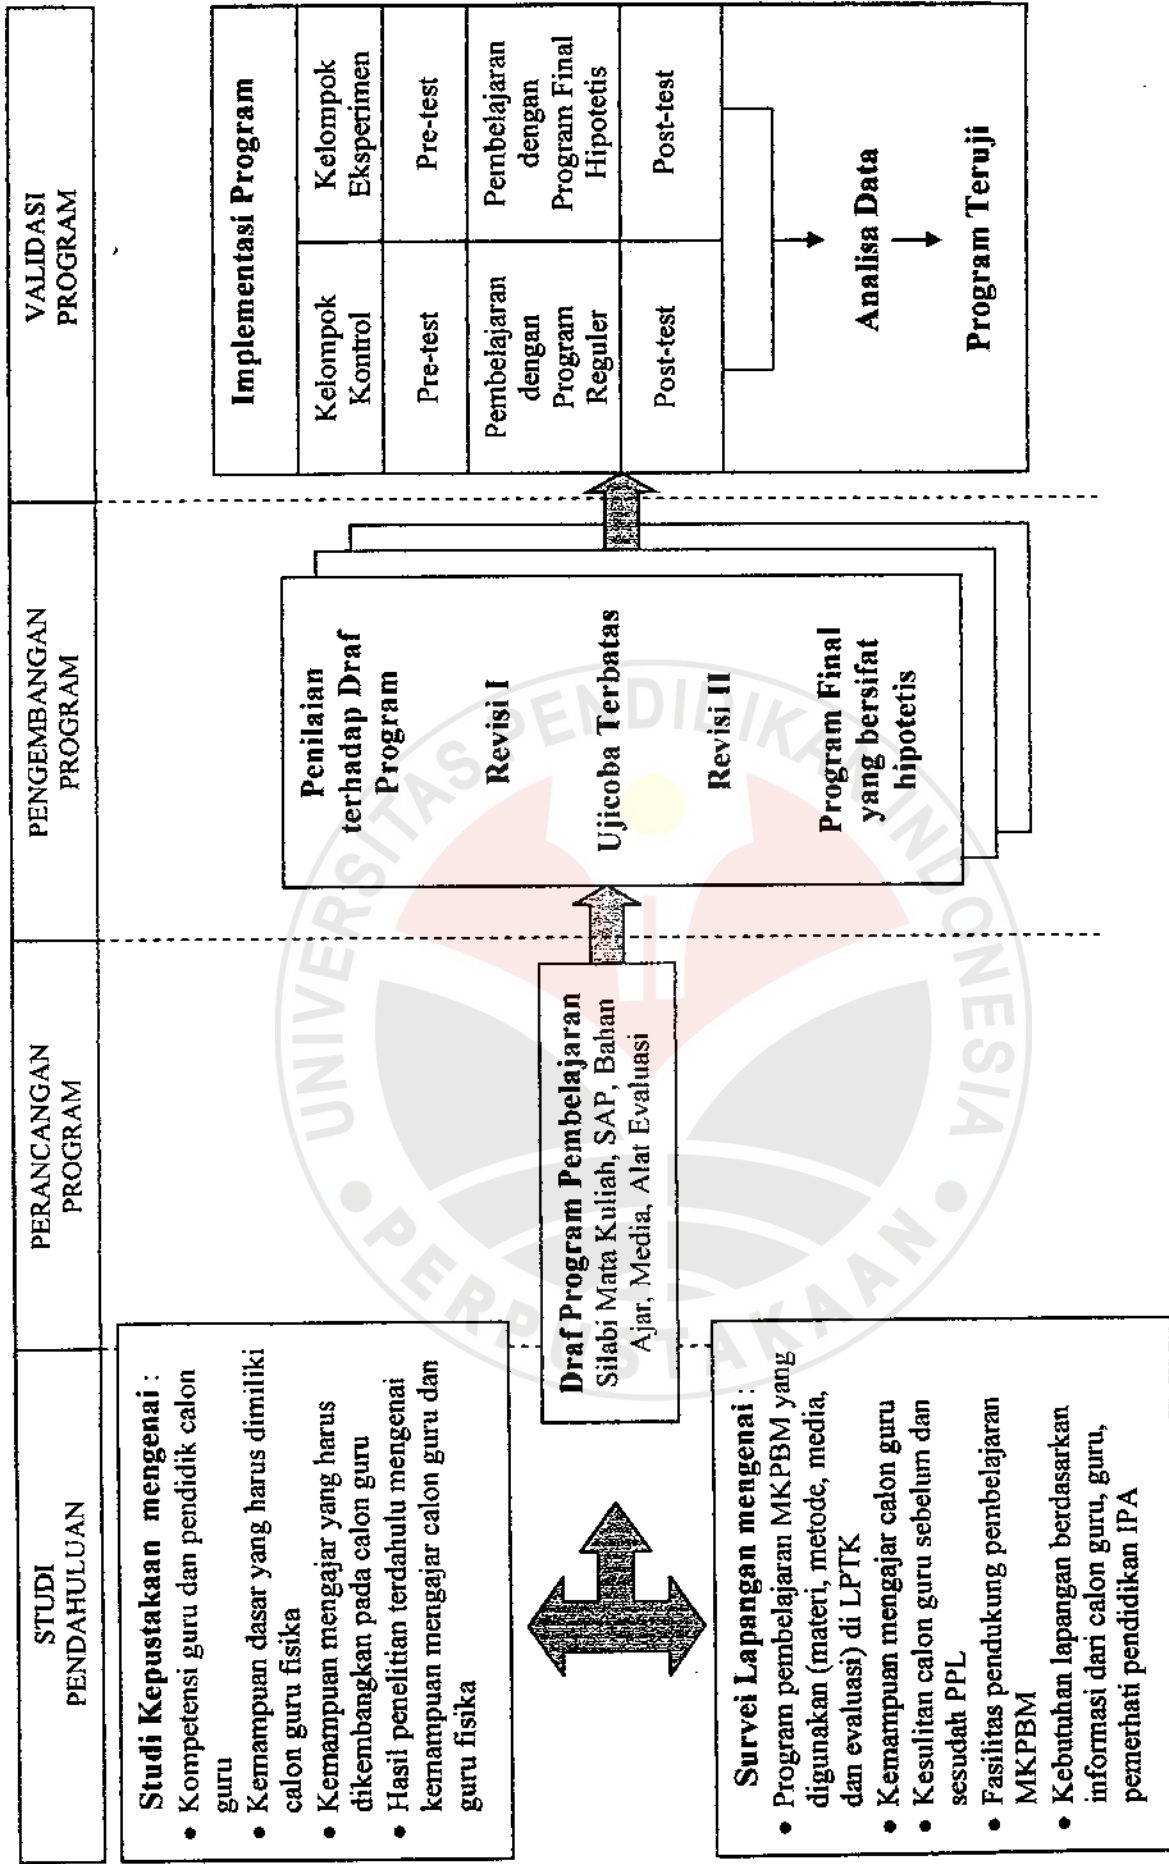 STUDI
PENDAHULUAN
PERANCANGAN
PROGRAM
PENGEMBANGAN
PROGRAM
VALIDASI
PROGRAM
Studi Kepustakaan mengenai :
• Kompetensi guru dan pendidik calon
guru
• Kemampuan dasar yang harus dimiliki
calon guru fisika
• Kemampuan mengajar yang harus
dikembangkan pada calon guru
• Hasil penelitian terdahulu mengenai
kemampuan mengajar calon guru dan
guru fisika
Survei Lapangan mengenai :
• Program pembelajaran MKPBM yang
digunakan (materi, metode, media,
dan evaluasi) di LPTK
• Kemampuan mengajar calon guru
• Kesulitan calon guru sebelum dan
sesudah PPL
• Fasilitas pendukung pembelajaran
MKPBM
• Kebutuhan lapangan berdasarkan
informasi dari calon guru, guru,
pemerhati pendidikan IPA
Draf Program Pembelajaran
Silabi Mata Kuliah, SAP, Bahan
Ajar, Media, Alat Evaluasi
Penilaian
terhadap Draf
Program
Revisi I
Ujicoba Terbatas
Revisi II
Program Final
yang bersifat
hipotetis
Implementasi Program
Kelompok
Kontrol
Kelompok
Eksperimen
Pre-test
Pre-test
Pembelajaran
dengan
Program
Reguler
Pembelajaran
dengan
Program Final
Hipotetis
Post-test
Post-test
Analisa Data
Program Teruji
UNIVERSITAS PENDIDIKAN INDONESIA
PERPUSTAKAAN